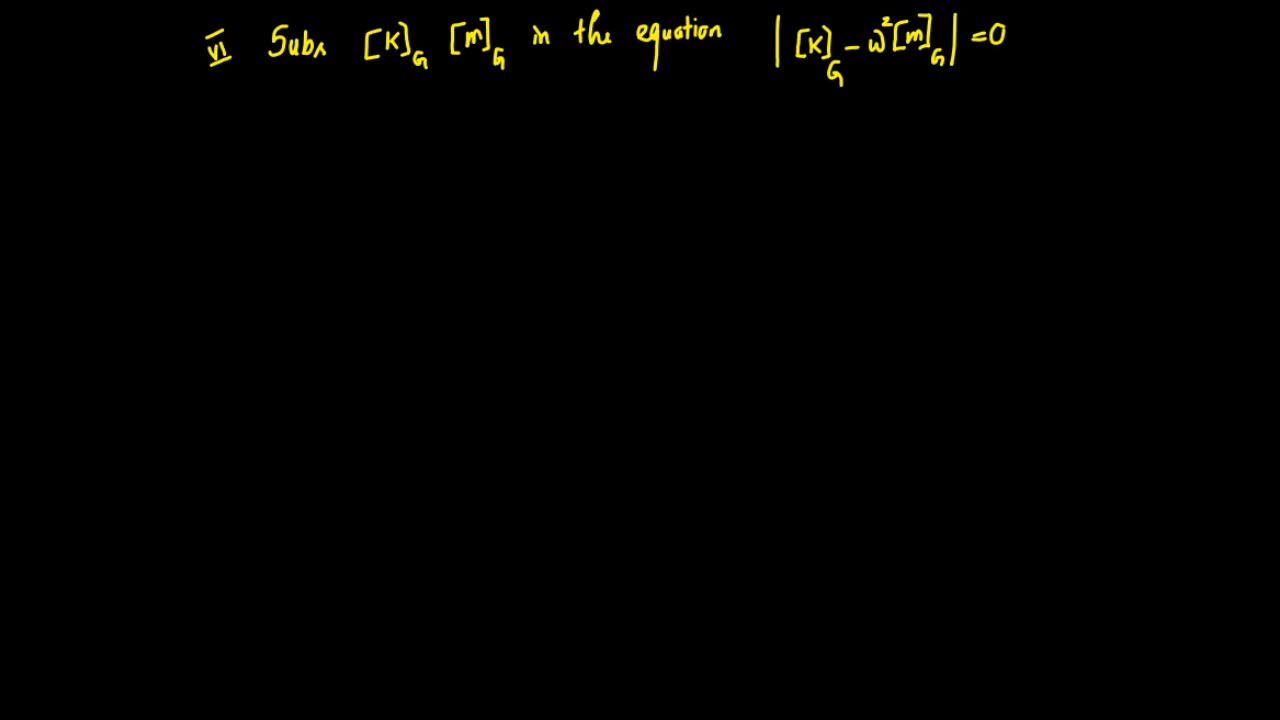 VI Subs [K]G [m]G in the equation | [K]G - ω²[m]G | = 0